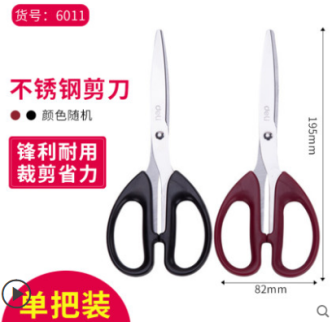 货号：6011
不锈钢剪刀
颜色随机
锋利耐用
裁剪省力
195mm
82mm
单把装